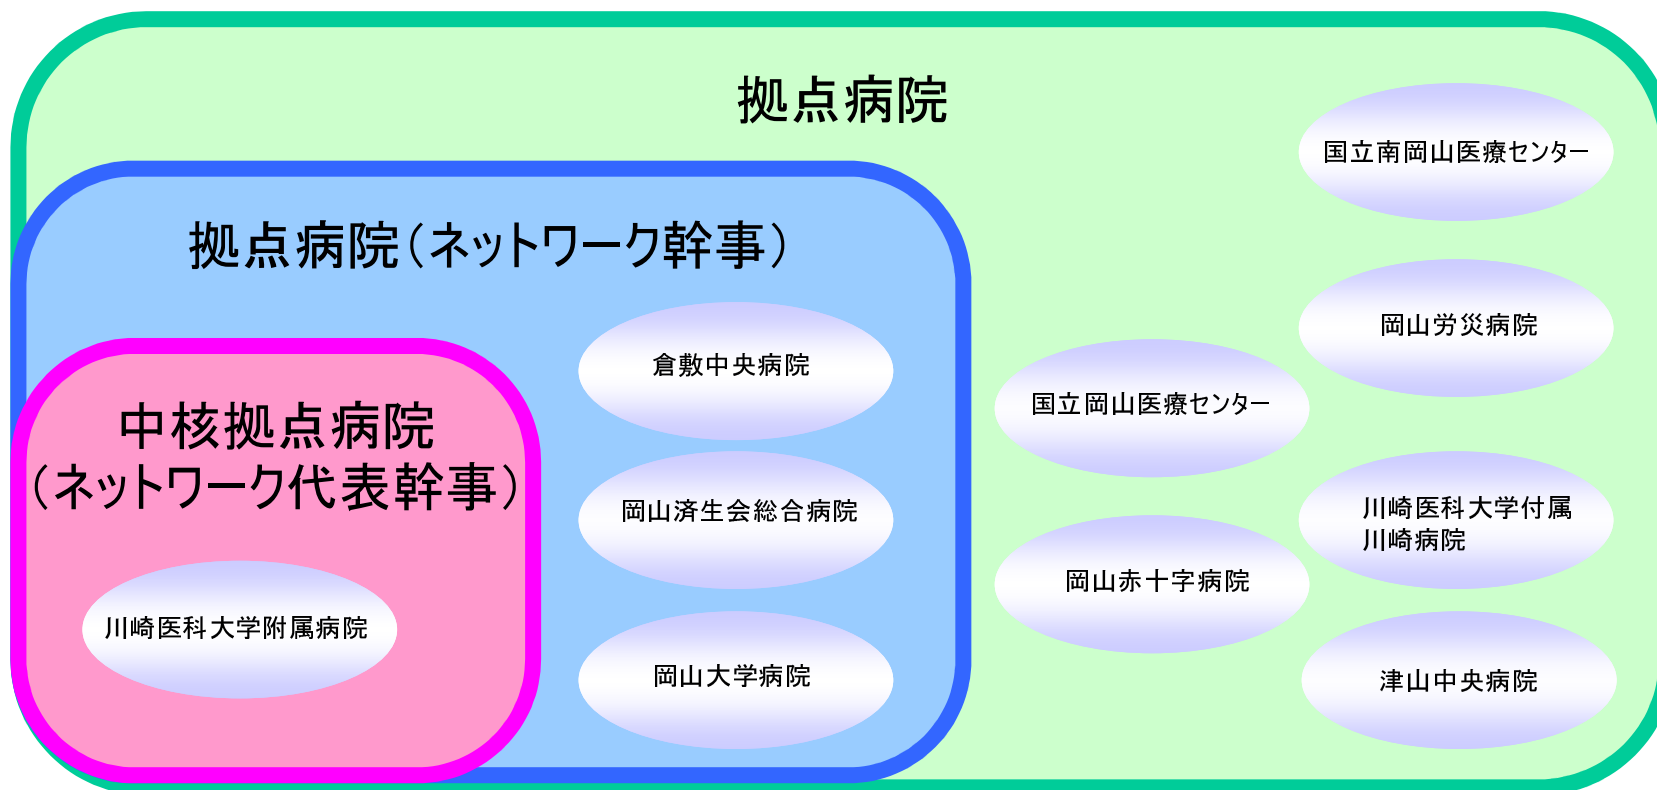 拠点病院
拠点病院（ネットワーク幹事）
中核拠点病院
（ネットワーク代表幹事）
川崎医科大学附属病院
倉敷中央病院
岡山済生会総合病院
岡山大学病院
国立岡山医療センター
岡山赤十字病院
国立南岡山医療センター
岡山労災病院
川崎医科大学付属
川崎病院
津山中央病院